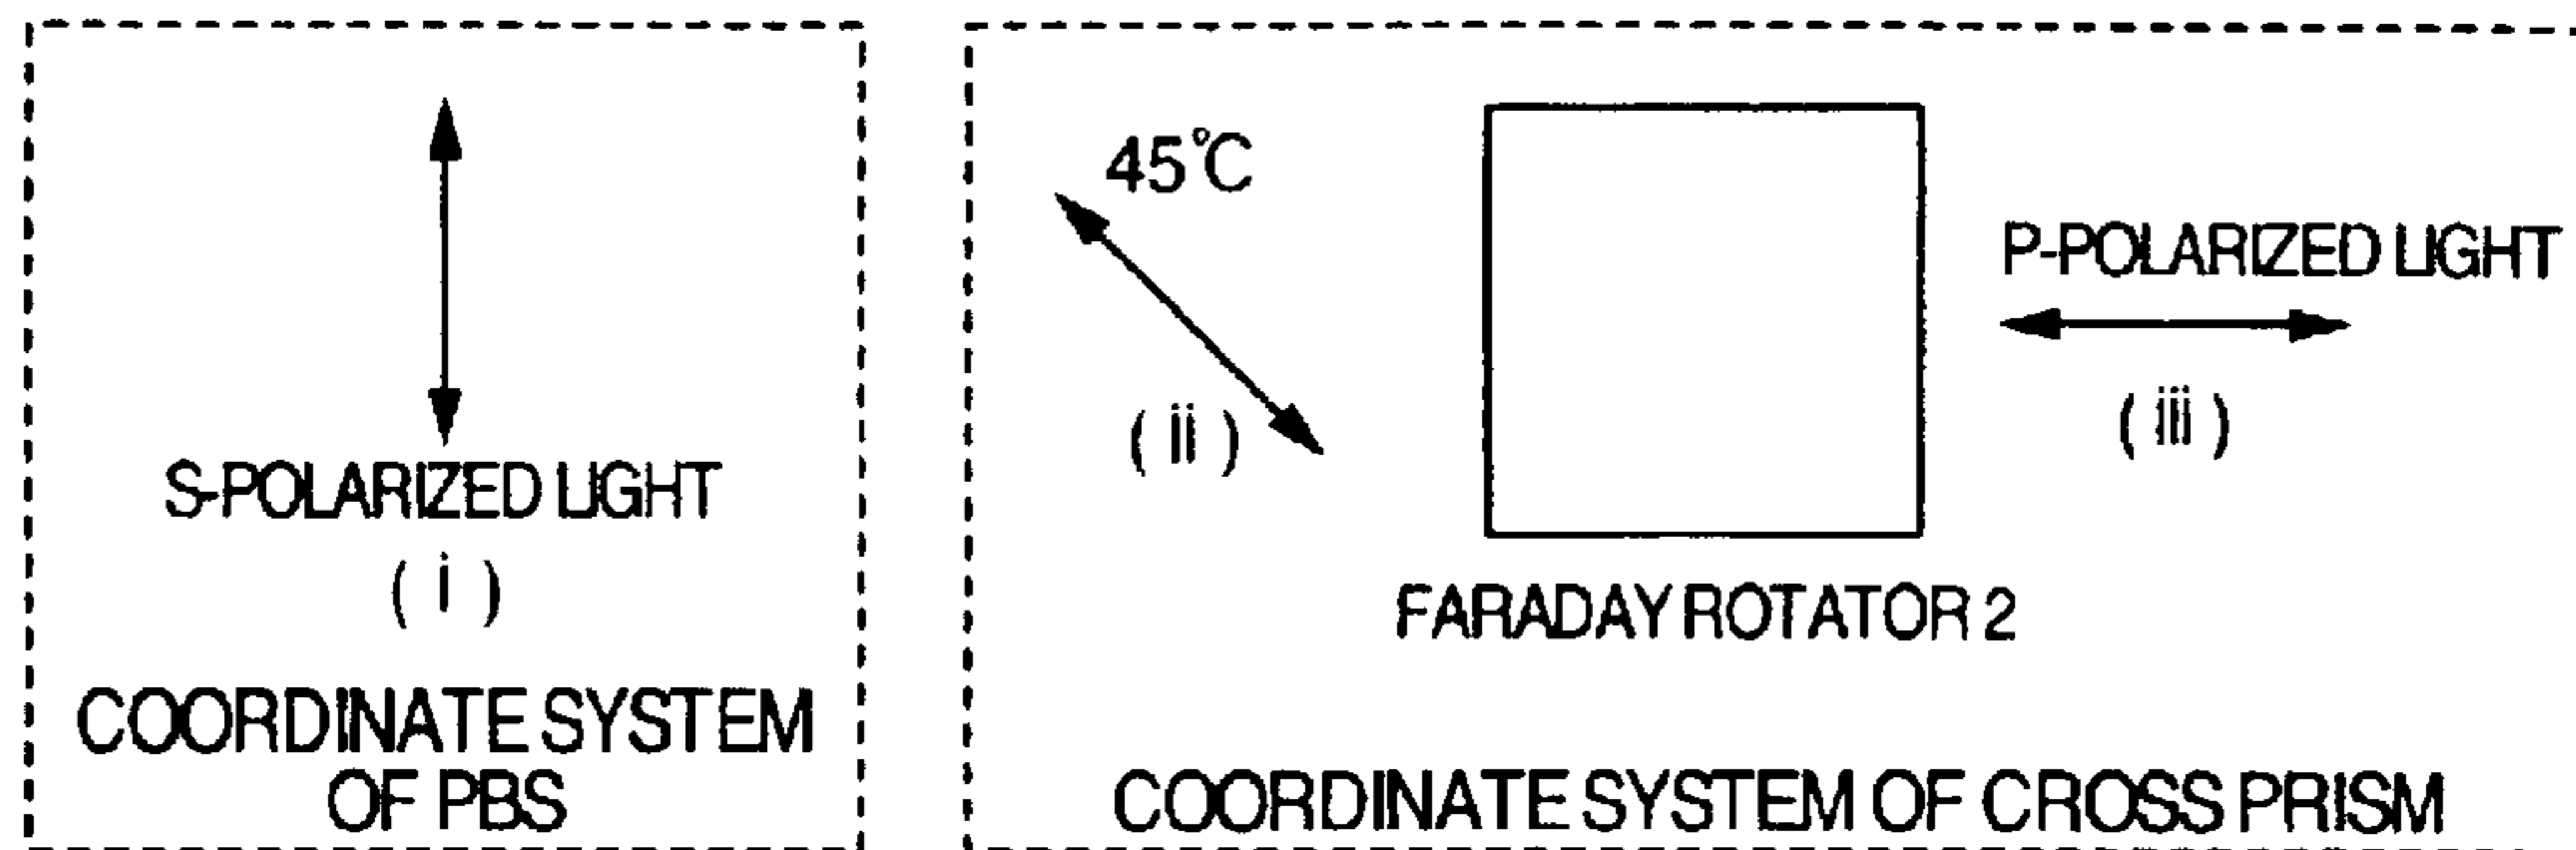 S-POLARIZED LIGHT
( i )
COORDINATE SYSTEM
OF PBS
45°C
( ii )
P-POLARIZED LIGHT
( iii )
FARADAY ROTATOR 2
COORDINATE SYSTEM OF CROSS PRISM